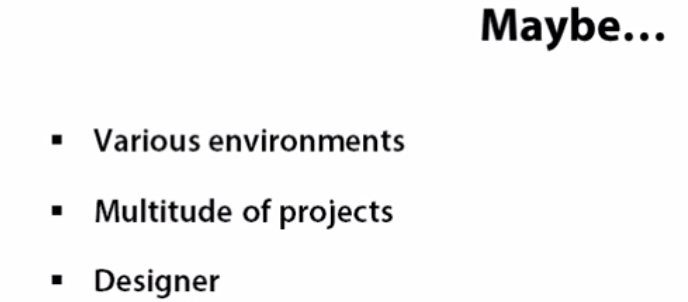 Maybe...
▪ Various environments
▪ Multitude of projects
▪ Designer